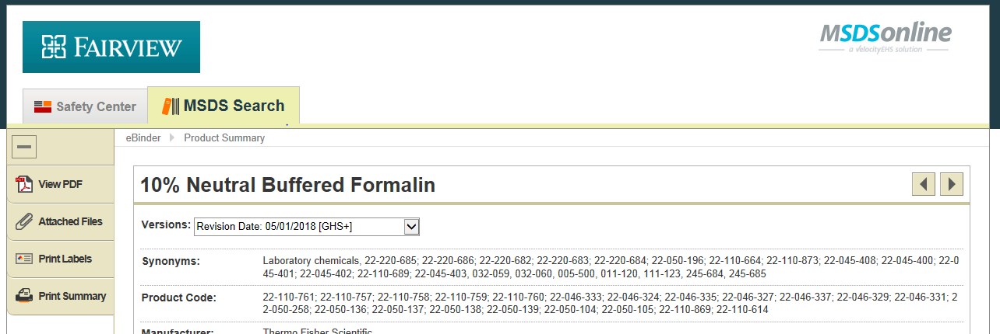 FAIRVIEW
MSDSonline
a VelocityEHS solution
Safety Center
MSDS Search
eBinder
Product Summary
View PDF
Attached Files
Print Labels
Print Summary
10% Neutral Buffered Formalin
Versions: Revision Date: 05/01/2018 [GHS+]
Synonyms: Laboratory chemicals, 22-220-685; 22-220-686; 22-220-682; 22-220-683; 22-220-684; 22-050-196; 22-110-664; 22-110-873; 22-045-408; 22-045-400; 22-0
45-401; 22-045-402; 22-110-689; 22-045-403, 032-059, 032-060, 005-500, 011-120, 111-123, 245-684, 245-685
Product Code: 22-110-761; 22-110-757; 22-110-758; 22-110-759; 22-110-760; 22-046-333; 22-046-324; 22-046-335; 22-046-327; 22-046-337; 22-046-329; 22-046-331; 2
2-050-258; 22-050-136; 22-050-137; 22-050-138; 22-050-139; 22-050-104; 22-050-105; 22-110-869; 22-110-614
Manufacturer: Thermo Fisher Scientific